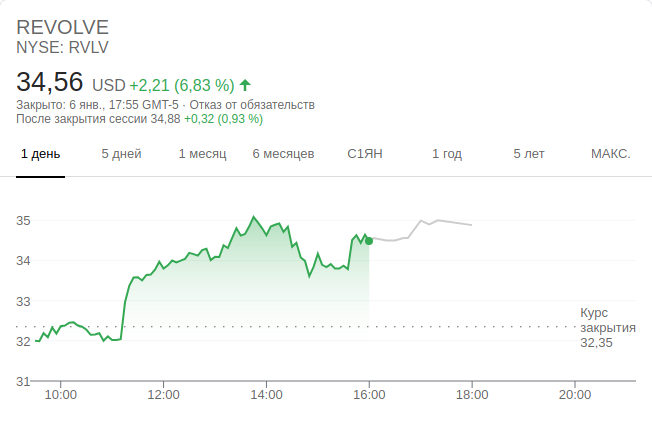 REVOLVE
NYSE: RVLV
34,56 USD +2,21 (6,83 %)
Закрыто: 6 янв., 17:55 GMT-5 · Отказ от обязательств
После закрытия сессии 34,88 +0,32 (0,93 %)
1 день 5 дней 1 месяц 6 месяцев С1ЯН 1 год 5 лет МАКС.
35
34
33
Курс
закрытия
32,35
32
31
10:00 12:00 14:00 16:00 18:00 20:00